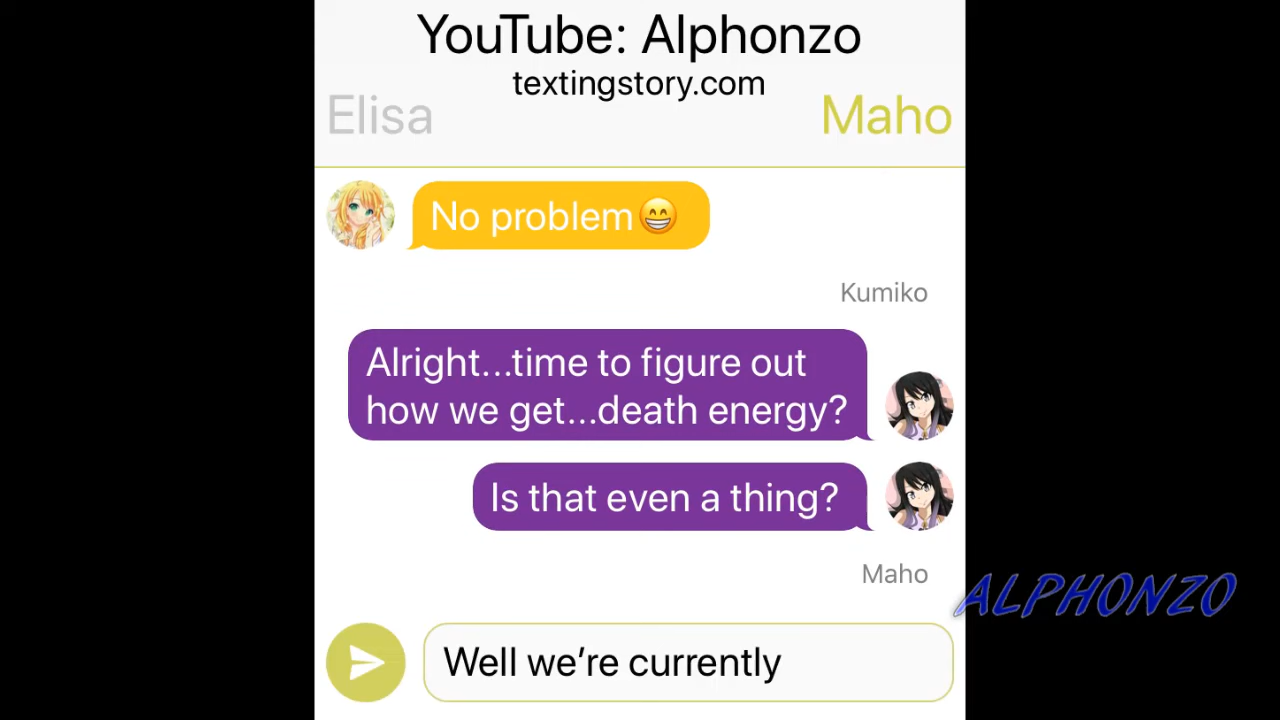 YouTube: Alphonzo
textingstory.com
Elisa
Maho
No problem😁
Kumiko
Alright...time to figure out
how we get...death energy?
Is that even a thing?
Maho
ALPHONZO
Well we’re currently